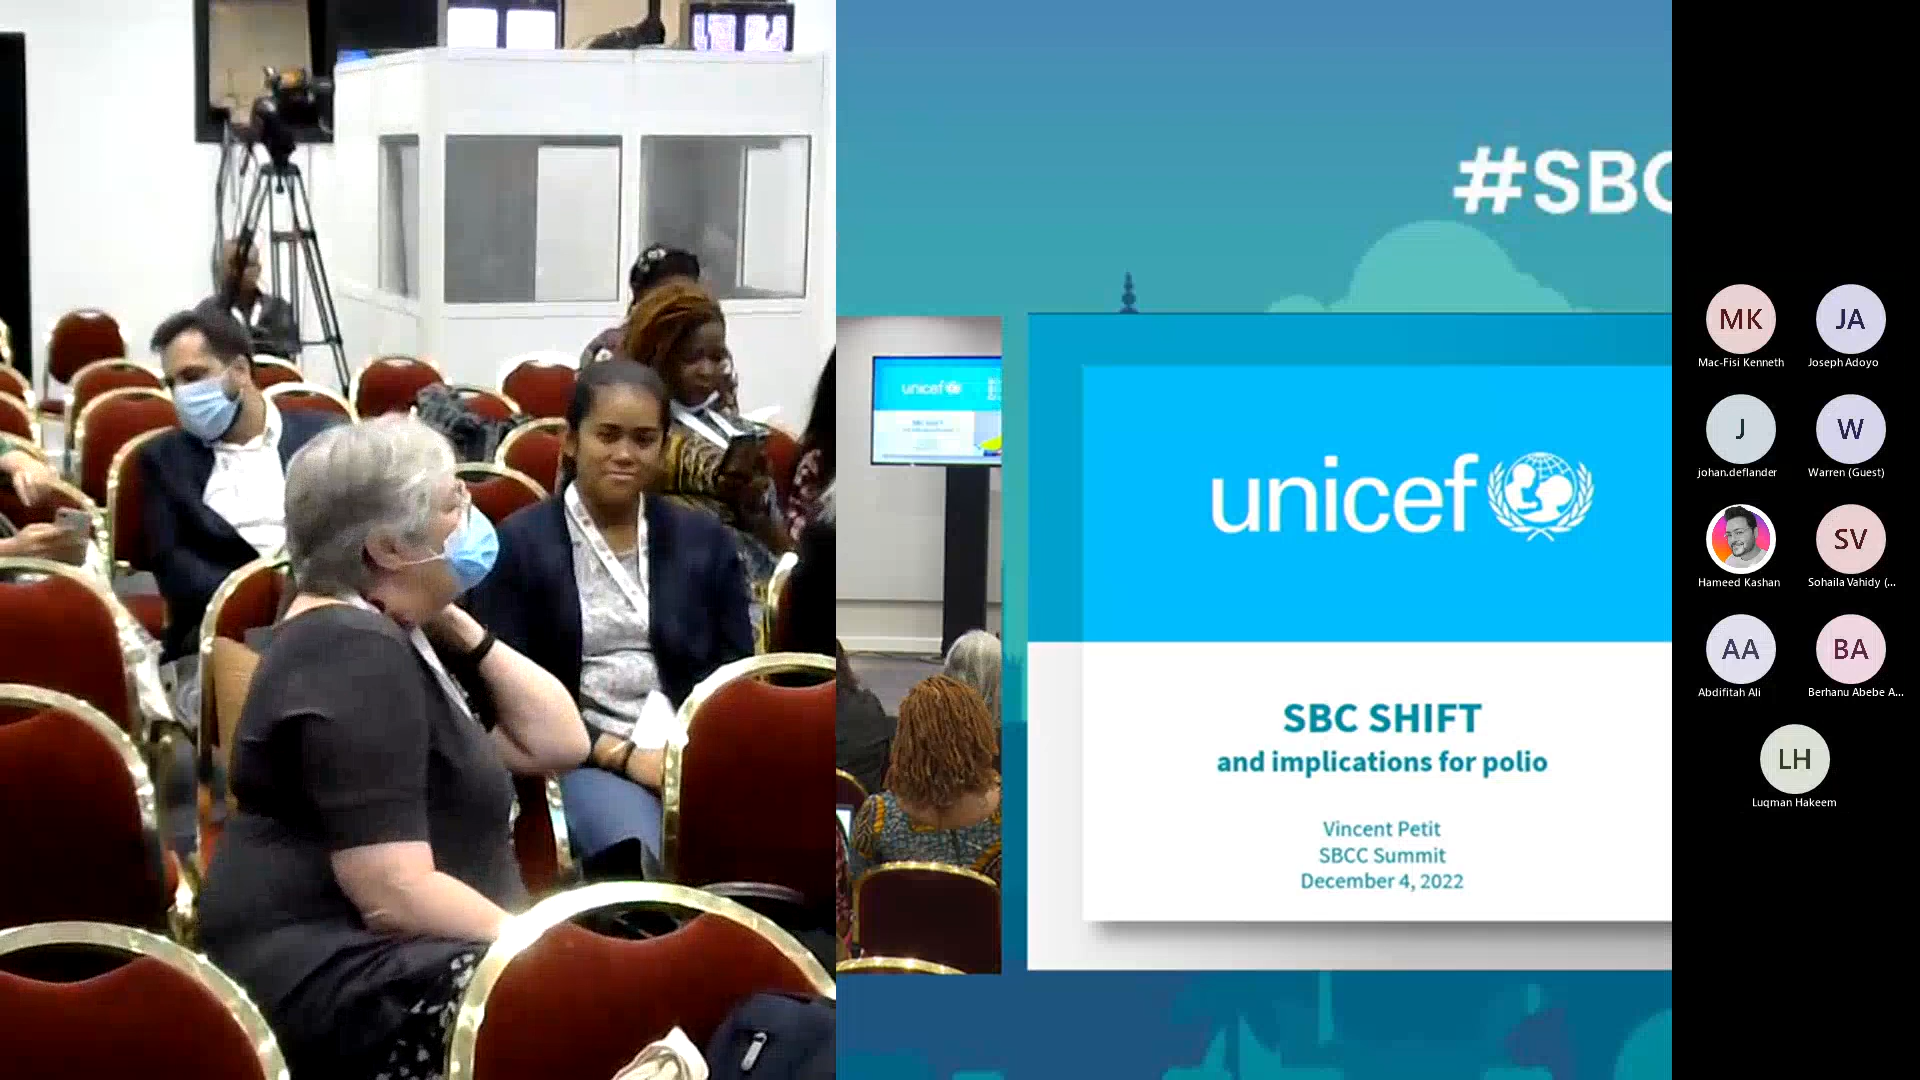 #SBC
unicef
unicef
SBC SHIFT
and implications for polio
Vincent Petit
SBCC Summit
December 4, 2022
MK
Mac-Fisi Kenneth
JA
Joseph Adoyo
J
johan.deflander
W
Warren (Guest)
Hameed Kashan
SV
Sohaila Vahidy (...
AA
Abdifitah Ali
BA
Berhanu Abebe A...
LH
Luqman Hakeem